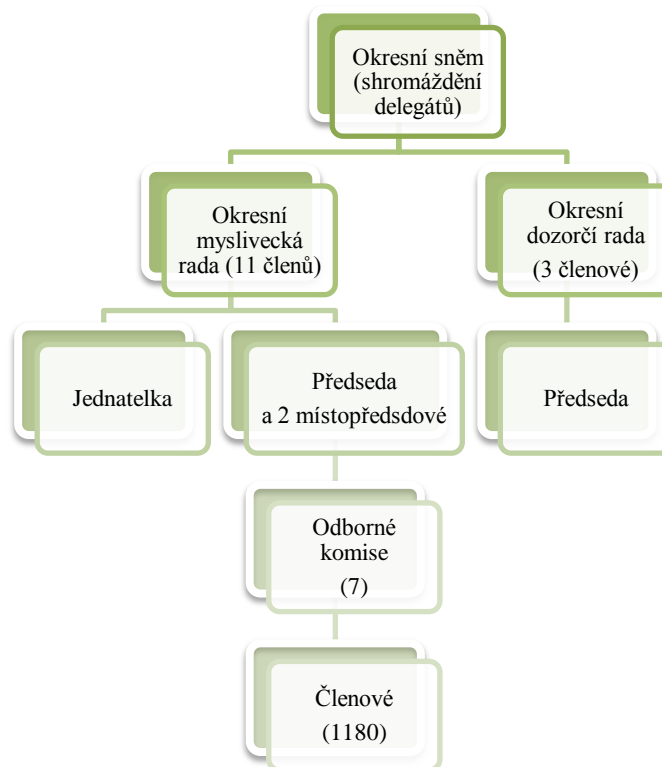 Okresní sněm
(shromáždění
delegátů)
Okresní
myslivecká
rada (11 členů)
Okresní
dozorčí rada
(3 členové)
Jednatelka
Předseda
a 2 místopředsdové
Předseda
Odborné
komise
(7)
Členové
(1180)